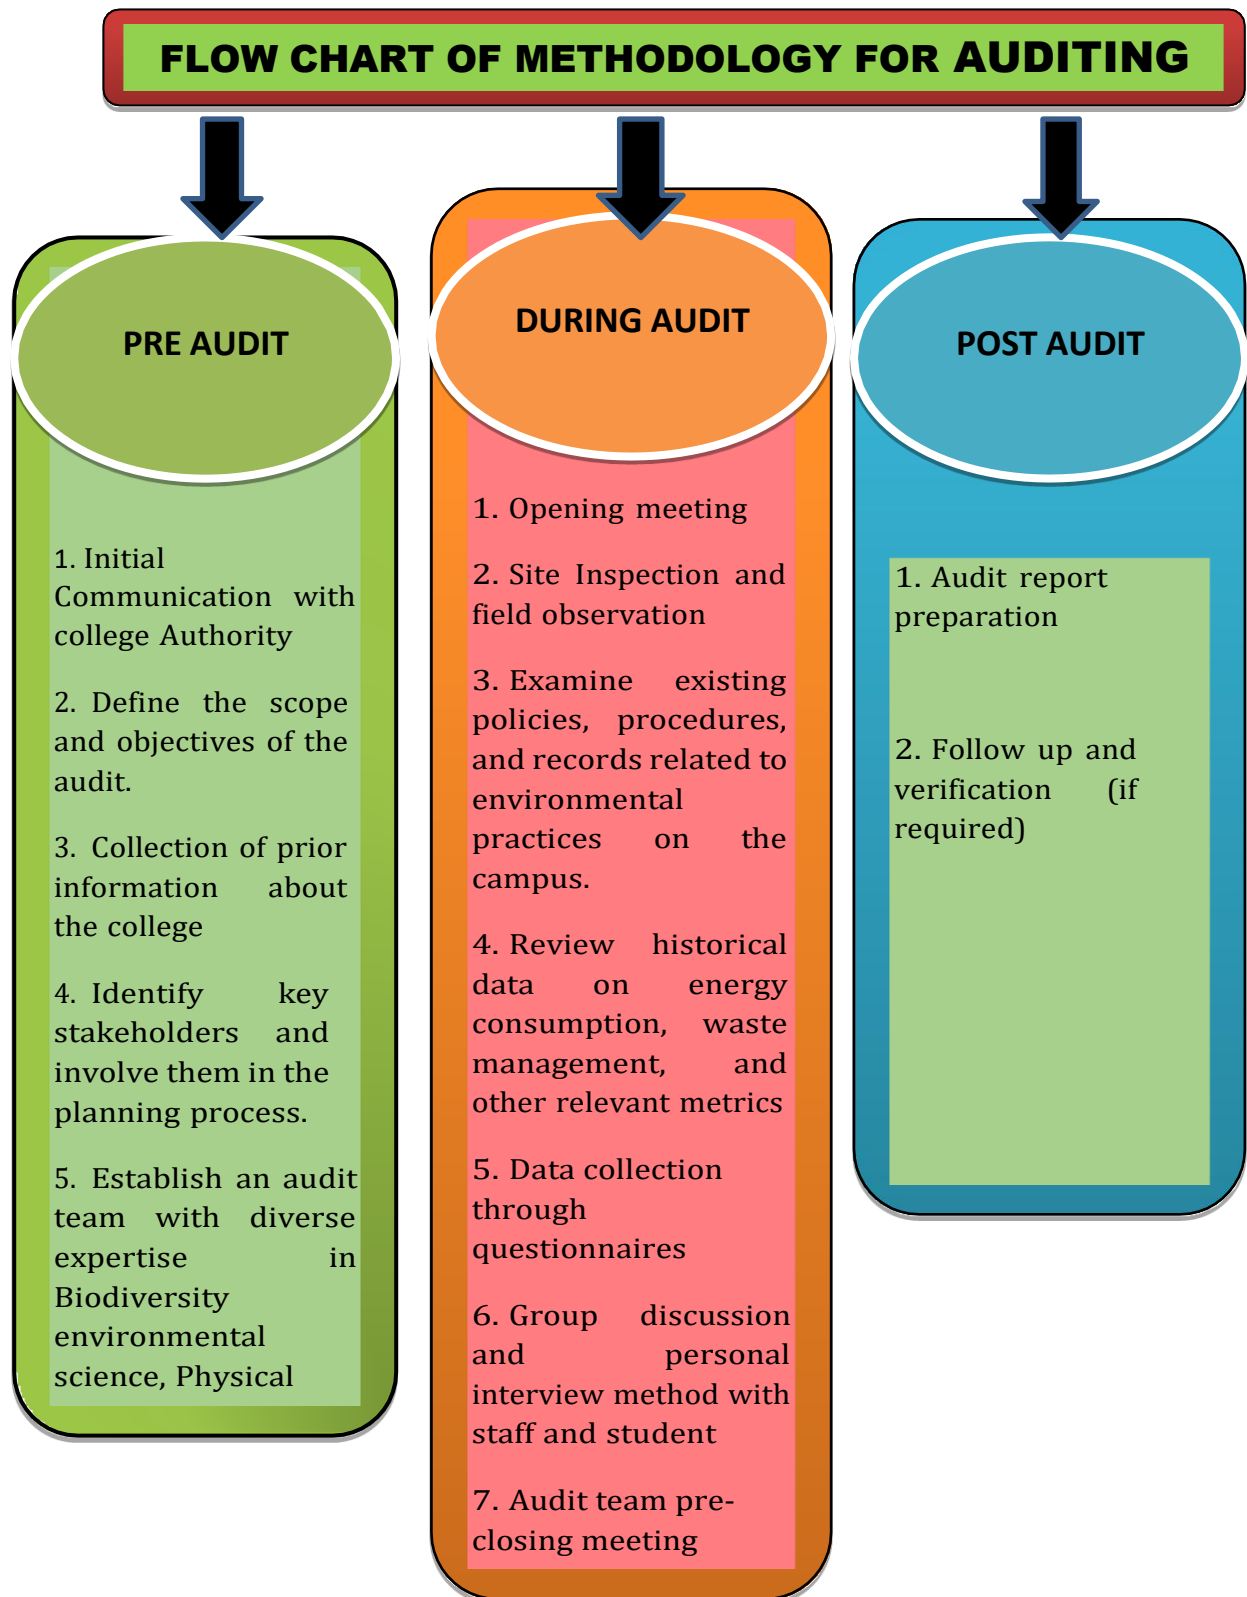 FLOW CHART OF METHODOLOGY FOR AUDITING
PRE AUDIT
1. Initial
Communication with
college Authority
2. Define the scope
and objectives of the
audit.
3. Collection of prior
information about
the college
4. Identify key
stakeholders and
involve them in the
planning process.
5. Establish an audit
team with diverse
expertise in
Biodiversity
environmental
science, Physical
DURING AUDIT
1. Opening meeting
2. Site Inspection and
field observation
3. Examine existing
policies, procedures,
and records related to
environmental
practices on the
campus.
4. Review historical
data on energy
consumption, waste
management, and
other relevant metrics
5. Data collection
through
questionnaires
6. Group discussion
and personal
interview method with
staff and student
7. Audit team pre-
closing meeting
POST AUDIT
1. Audit report
preparation
2. Follow up and
verification (if
required)